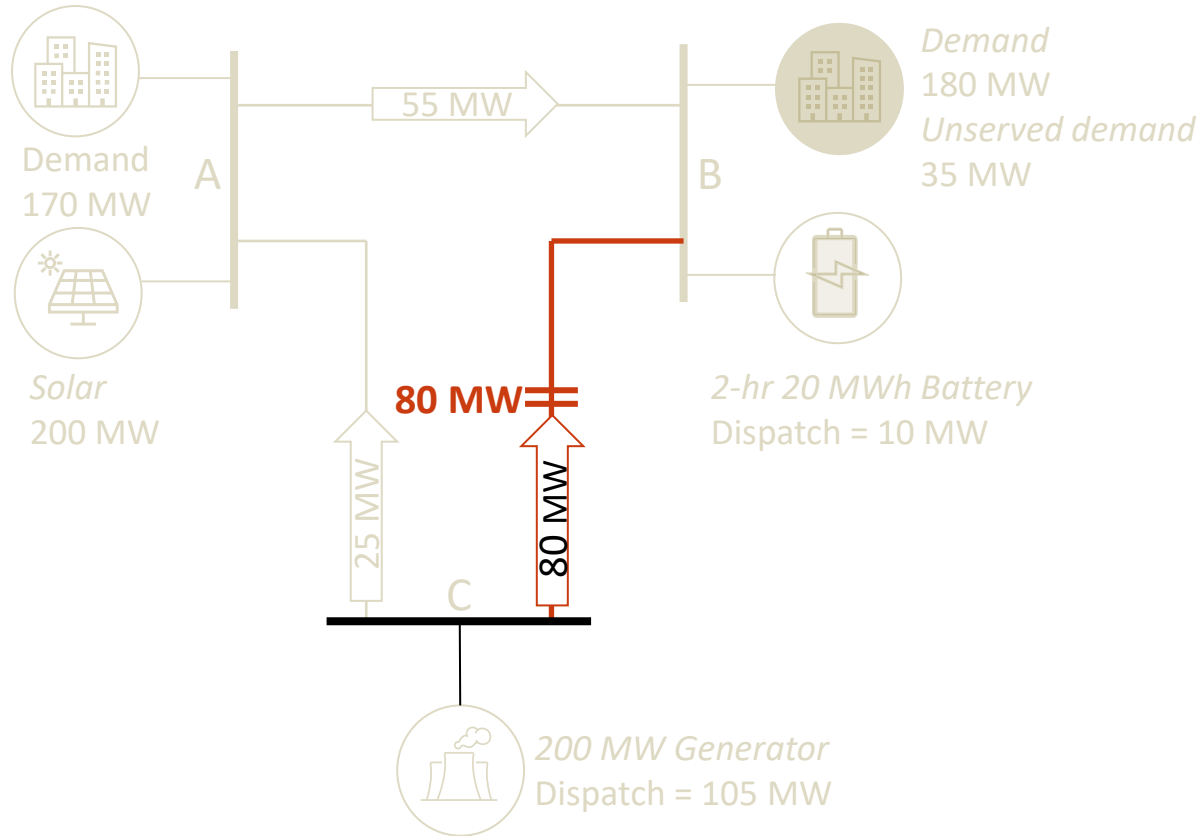 Demand
170 MW
A
Solar
200 MW
55 MW
B
Demand
180 MW
Unserved demand
35 MW
2-hr 20 MWh Battery
Dispatch = 10 MW
80 MW
25 MW
80 MW
C
200 MW Generator
Dispatch = 105 MW